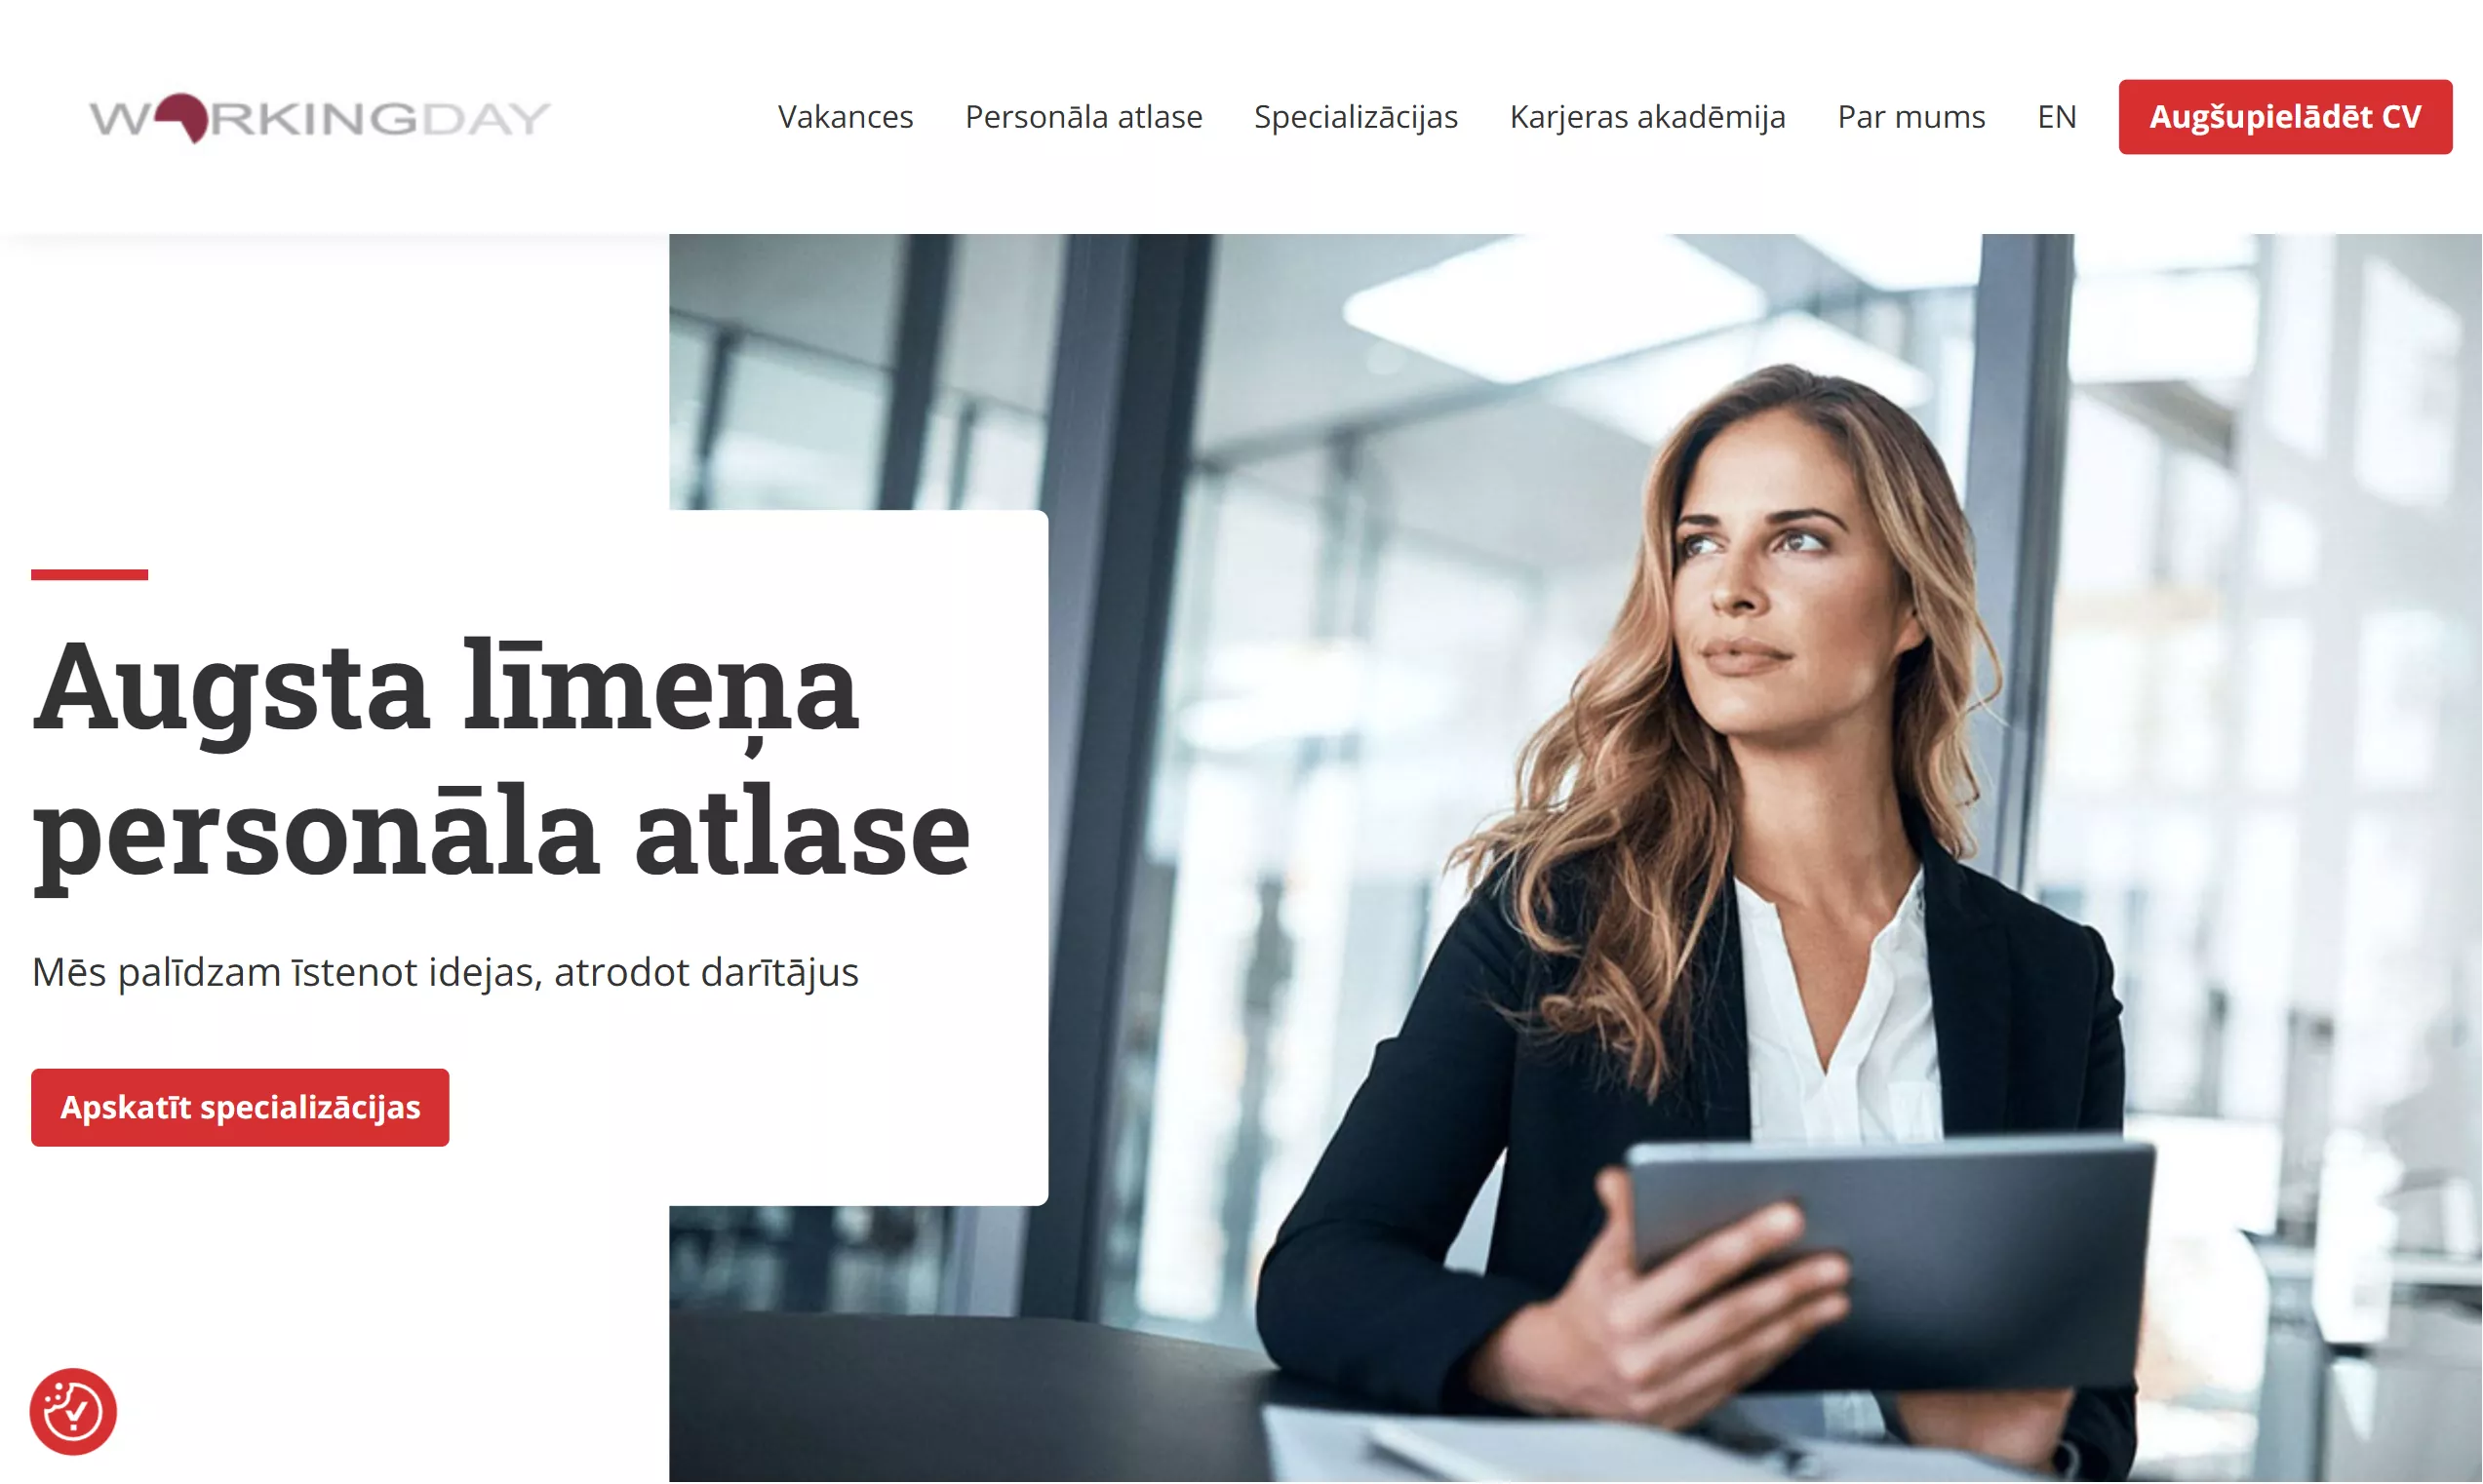 WORKINGDAY
Vakances
Personāla atlase
Specializācijas
Karjeras akadēmija
Par mums
EN
Augšupielādēt CV
Augsta līmeņa
personāla atlase
Mēs palīdzam īstenot idejas, atrodot darītājus
Apskatīt specializācijas